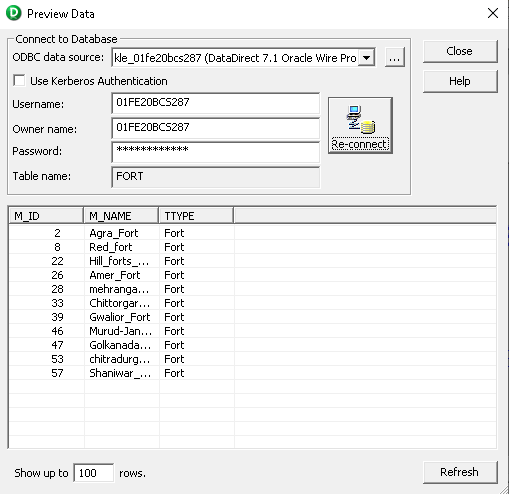 Preview Data
Connect to Database
ODBC data source: kle_01fe20bcs287 (DataDirect 7.1 Oracle Wire Pro ...
Close
Use Kerberos Authentication
Help
Username: 01FE20BCS287
Owner name: 01FE20BCS287
Re-connect
Password: ************
Table name: FORT
M_ID M_NAME TTYPE
2 Agra_Fort Fort
8 Red_fort Fort
22 Hill_forts_... Fort
26 Amer_Fort Fort
28 mehranga... Fort
33 Chittorgar... Fort
39 Gwalior_Fort Fort
46 Murud-Jan... Fort
47 Golkanada... Fort
53 chitradurg... Fort
57 Shaniwar_... Fort
Show up to 100 rows.
Refresh